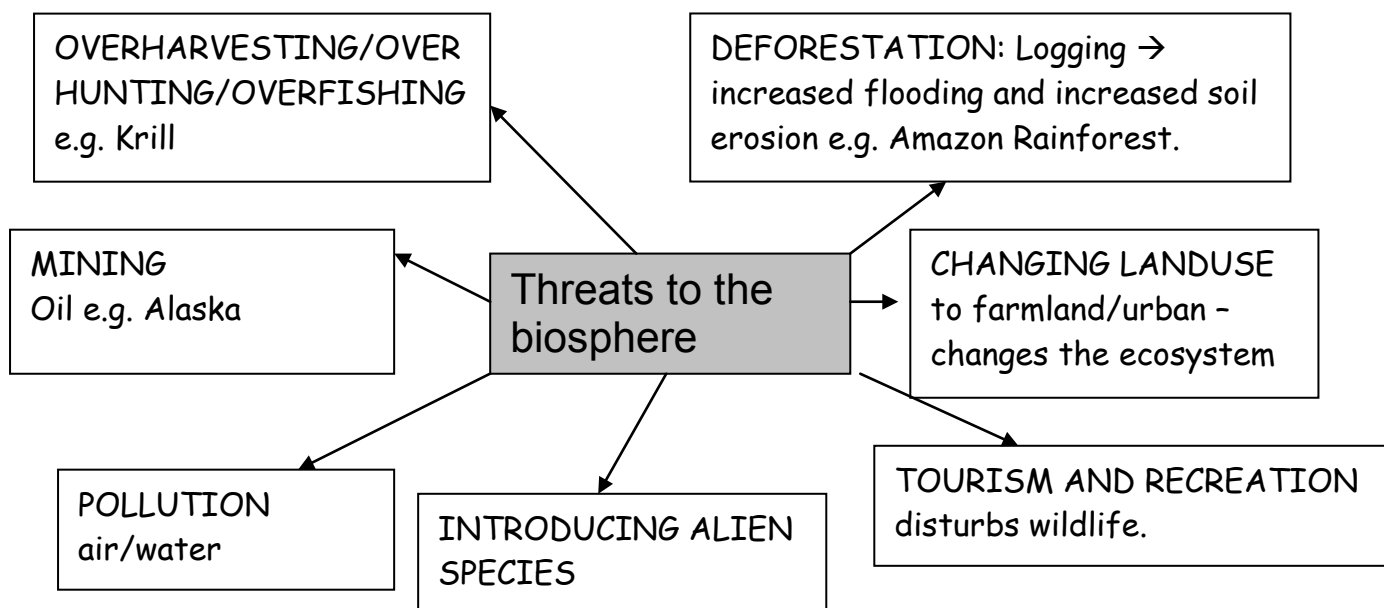 OVERHARVESTING/OVER
HUNTING/OVERFISHING
e.g. Krill
DEFORESTATION: Logging →
increased flooding and increased soil
erosion e.g. Amazon Rainforest.
MINING
Oil e.g. Alaska
Threats to the
biosphere
CHANGING LANDUSE
to farmland/urban –
changes the ecosystem
POLLUTION
air/water
INTRODUCING ALIEN
SPECIES
TOURISM AND RECREATION
disturbs wildlife.